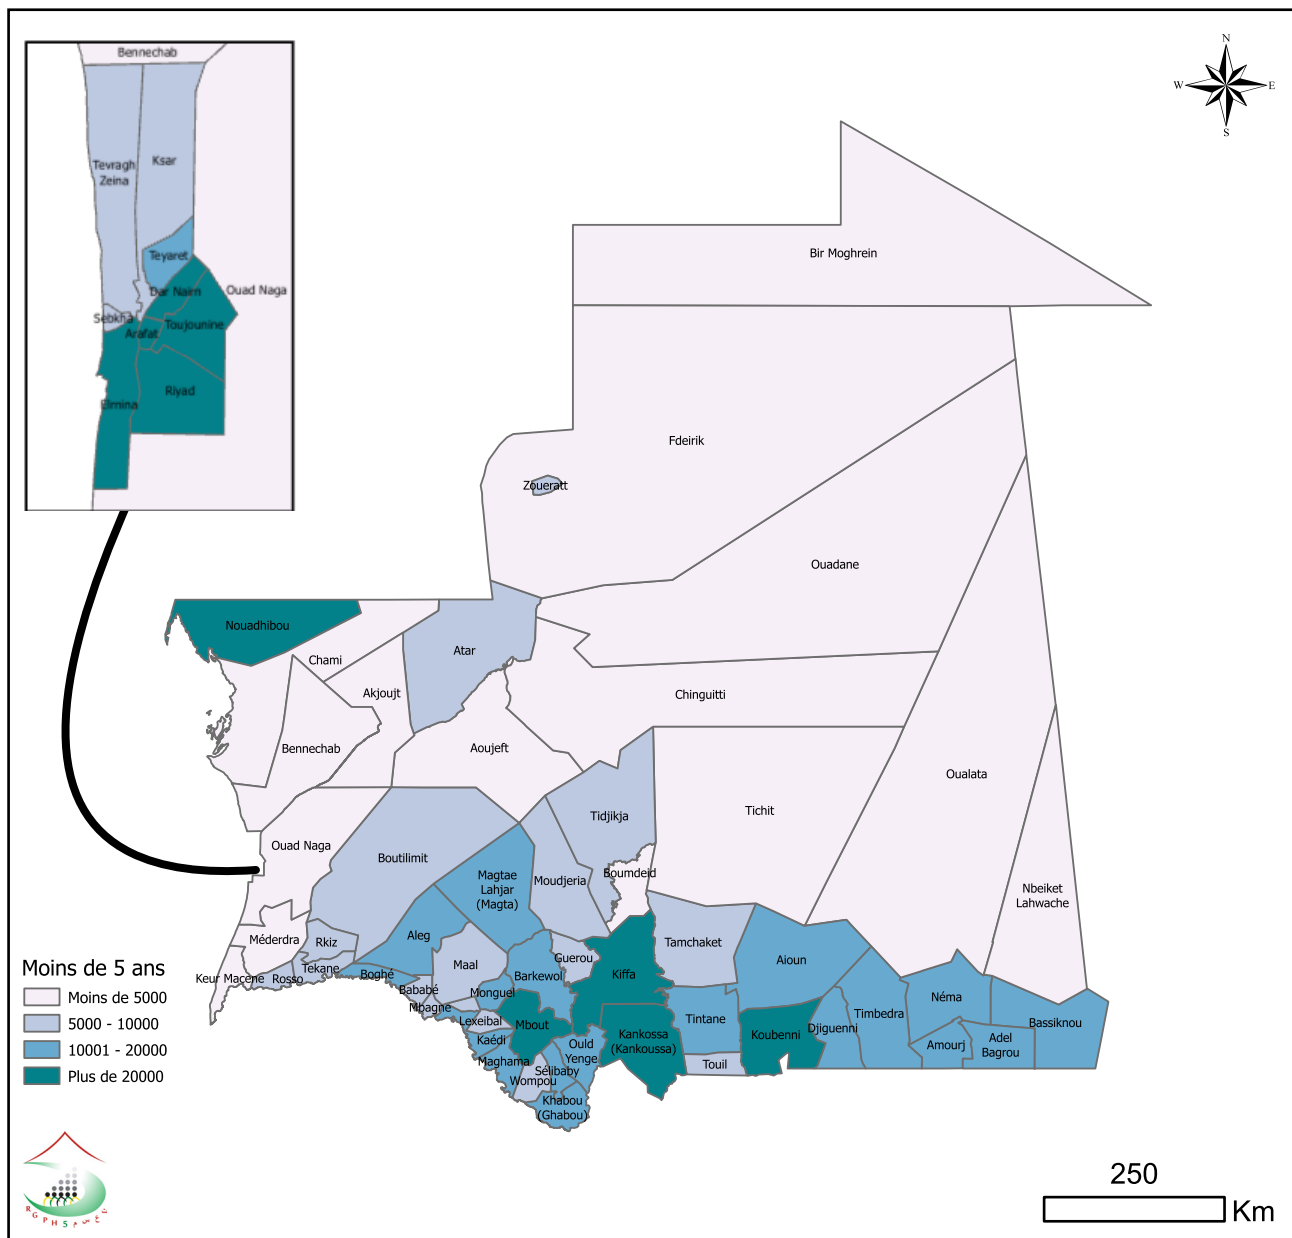 Bennechab
Tevragh
Zeina
Ksar
Teyaret
Dar Naim
Ouad Naga
Sebkha
Arafat
Toujounine
Elmina
Riyad
N
W
E
S
Bir Moghrein
Fdeirik
Zoueratt
Ouadane
Nouadhibou
Chami
Atar
Akjoujt
Chinguitti
Bennechab
Aoujeft
Oualata
Tichit
Tidjikja
Ouad Naga
Boutilimit
Magtae
Lahjar
(Magta)
Moudjeria
Boumdeid
Nbeiket
Lahwache
Méderdra
Rkiz
Aleg
Tamchaket
Maal
Guerou
Kiffa
Aioun
Keur Macene
Rosso
Tekane
Boghé
Barkewol
Bababé
Monguel
Mbagne
Néma
Lexeibal
Mbout
Tintane
Timbedra
Bassiknou
Kaédi
Kankossa
(Kankoussa)
Koubenni
Djiguenni
Ould
Yenge
Amourj
Adel
Bagrou
Maghama
Sélibaby
Wompou
Touil
Khabou
(Ghabou)
Moins de 5 ans
Moins de 5000
5000 - 10000
10001 - 20000
Plus de 20000
RGPH5
250
Km